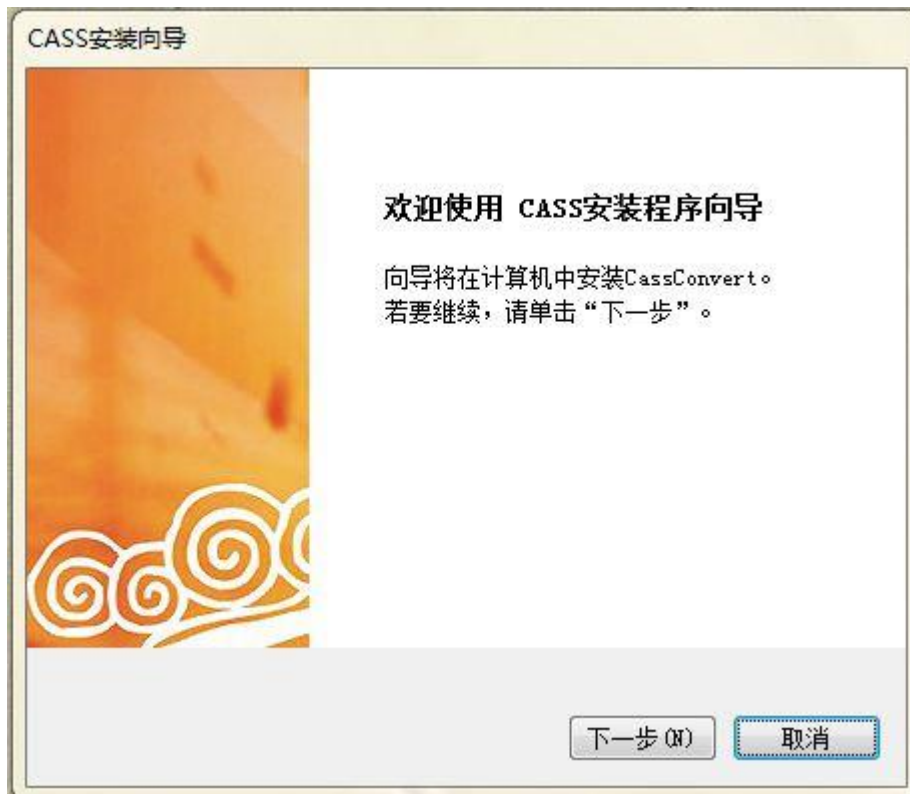 CASS安装向导
欢迎使用 CASS安装程序向导
向导将在计算机中安装CassConvert。
若要继续，请单击“下一步”。
下一步(N)
取消